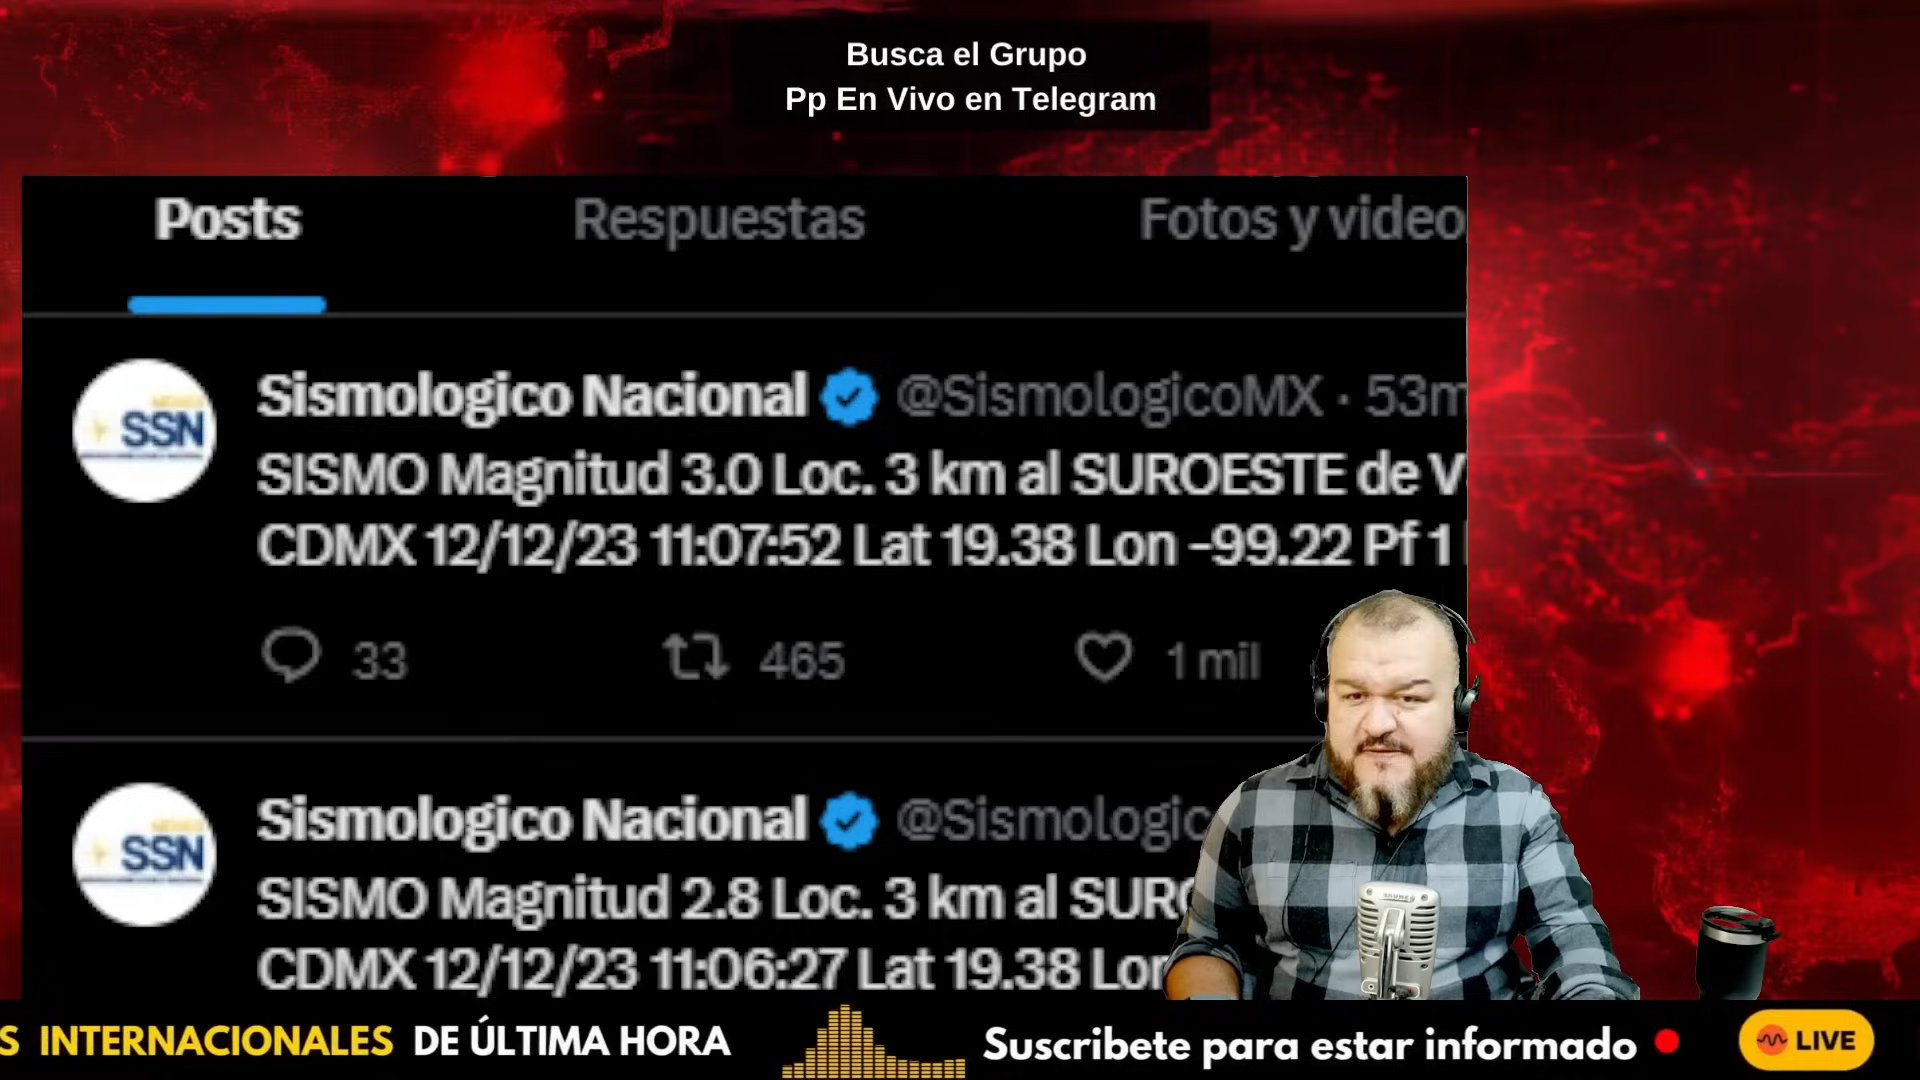 Busca el Grupo
Pp En Vivo en Telegram
Posts
Respuestas
Fotos y video
Sismologico Nacional @SismologicoMX · 53m
SSN
SISMO Magnitud 3.0 Loc. 3 km al SUROESTE de
CDMX 12/12/23 11:07:52 Lat 19.38 Lon -99.22 Pf 1
33
465
1 mil
Sismologico Nacional
SSN
SISMO Magnitud 2.8 Loc. 3 km al
CDMX 12/12/23 11:06:27 Lat 19.38
INTERNACIONALES DE ÚLTIMA HORA
Suscribete para estar informado
LIVE